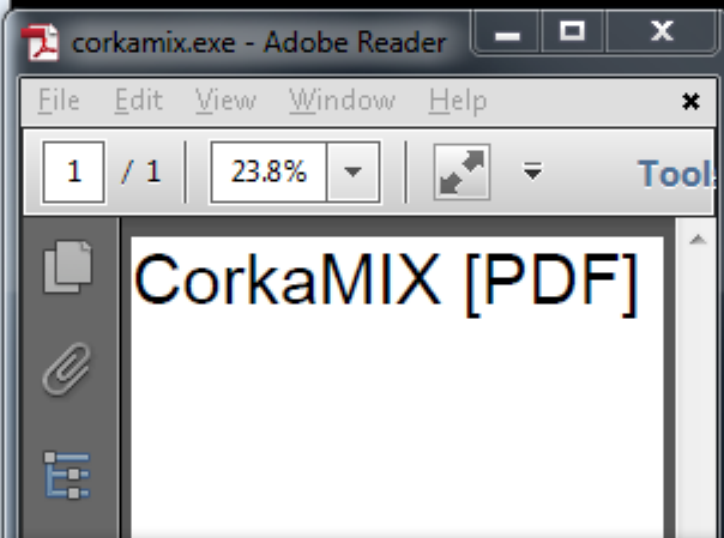 corkamix.exe - Adobe Reader
File Edit View Window Help
1 / 1 23.8% Tool
CorkaMIX [PDF]